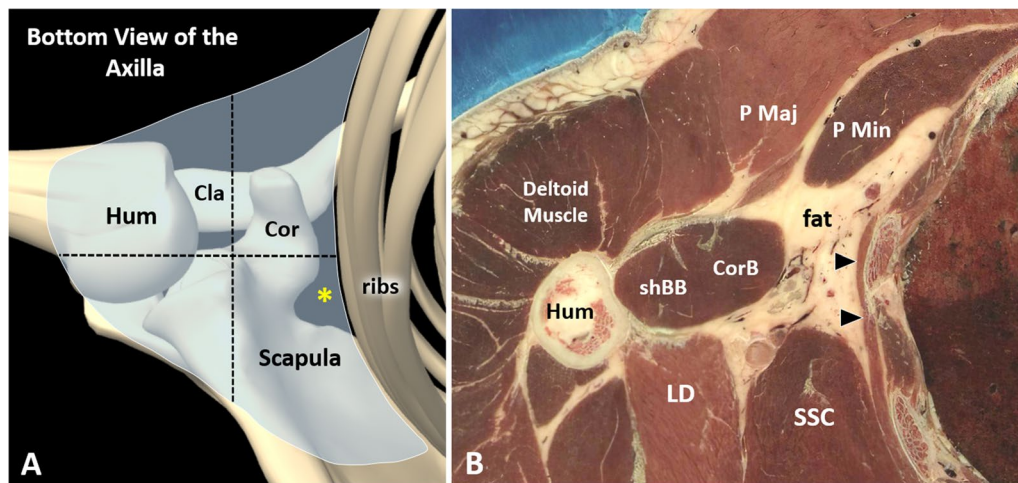 Bottom View of the
Axilla
Cla
Hum
Cor
*
ribs
Scapula
A
P Maj
P Min
Deltoid
Muscle
fat
CorB
shBB
Hum
LD
SSC
B